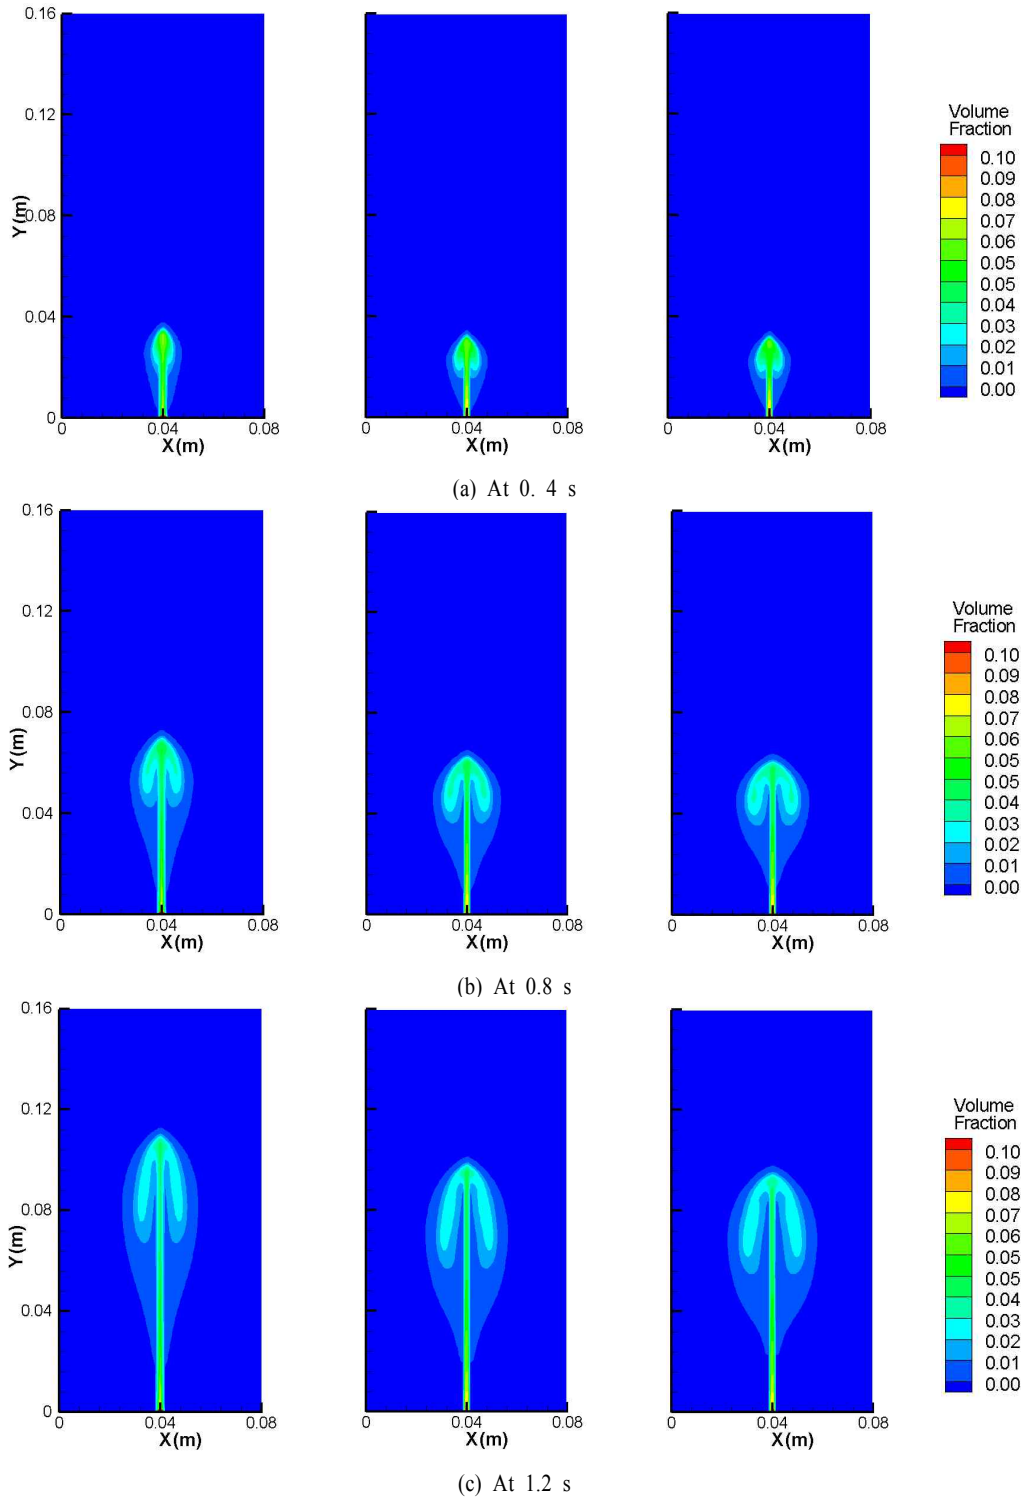 0.16
0.12
0.08
0.04
0
Y(m)
0 0.04 0.08
X(m)
0 0.04 0.08
X(m)
0 0.04 0.08
X(m)
Volume
Fraction
0.10
0.09
0.08
0.07
0.06
0.05
0.05
0.04
0.03
0.02
0.01
0.00
(a) At 0. 4 s
0.16
0.12
0.08
0.04
0
Y(m)
0 0.04 0.08
X(m)
0 0.04 0.08
X(m)
0 0.04 0.08
X(m)
Volume
Fraction
0.10
0.09
0.08
0.07
0.06
0.05
0.05
0.04
0.03
0.02
0.01
0.00
(b) At 0.8 s
0.16
0.12
0.08
0.04
0
Y(m)
0 0.04 0.08
X(m)
0 0.04 0.08
X(m)
0 0.04 0.08
X(m)
Volume
Fraction
0.10
0.09
0.08
0.07
0.06
0.05
0.05
0.04
0.03
0.02
0.01
0.00
(c) At 1.2 s